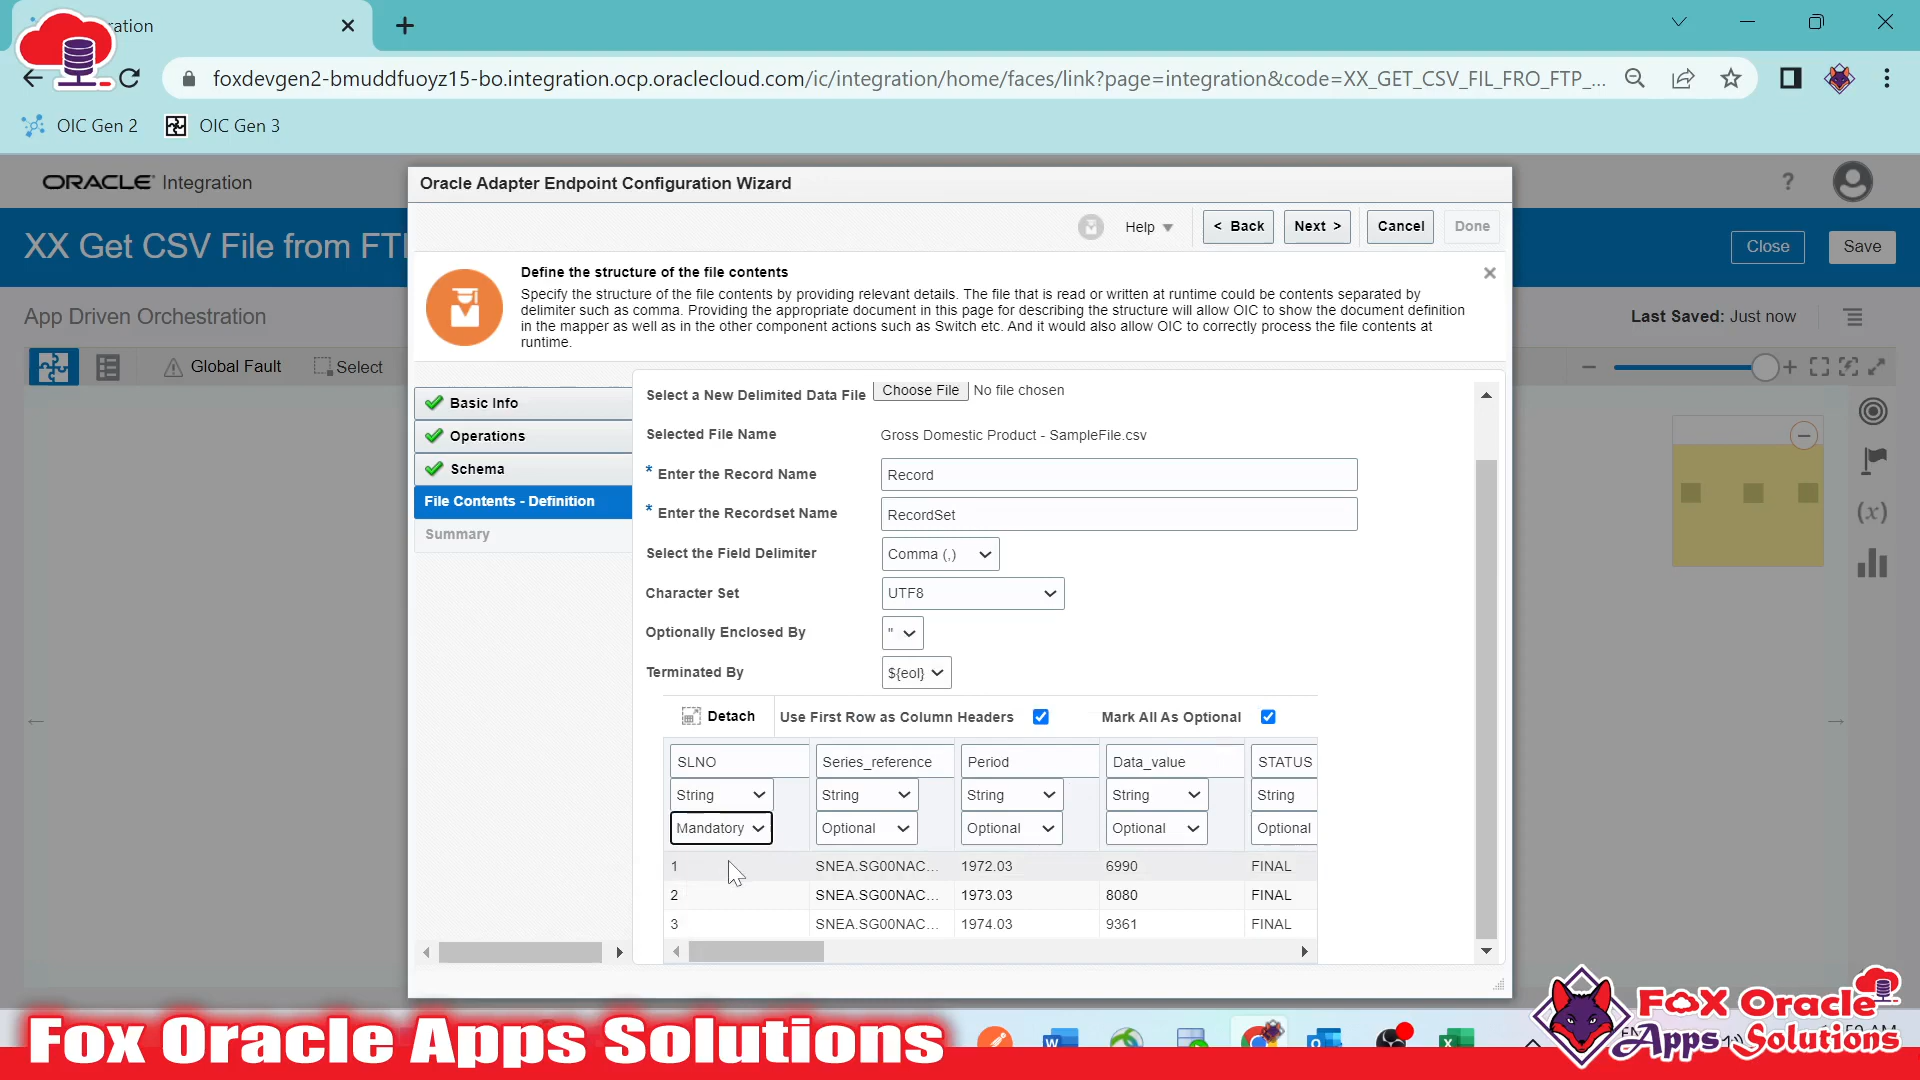 ration
foxdevgen2-bmuddfuoyz15-bo.integration.ocp.oraclecloud.com/ic/integration/home/faces/link?page=integration&code=XX_GET_CSV_FIL_FRO_FTP_...
OIC Gen 2
OIC Gen 3
ORACLE Integration
Oracle Adapter Endpoint Configuration Wizard
Help
< Back
Next >
Cancel
Done
XX Get CSV File from FT
Close
Save
Define the structure of the file contents
Specify the structure of the file contents by providing relevant details. The file that is read or written at runtime could be contents separated by
delimiter such as comma. Providing the appropriate document in this page for describing the structure will allow OIC to show the document definition
in the mapper as well as in the other component actions such as Switch etc. And it would also allow OIC to correctly process the file contents at
runtime.
App Driven Orchestration
Last Saved: Just now
Global Fault
Select
Basic Info
Operations
Schema
File Contents - Definition
Summary
Select a New Delimited Data File Choose File No file chosen
Selected File Name Gross Domestic Product - SampleFile.csv
* Enter the Record Name Record
* Enter the Recordset Name RecordSet
Select the Field Delimiter Comma (,)
Character Set UTF8
Optionally Enclosed By "
Terminated By ${eol}
Detach Use First Row as Column Headers Mark All As Optional
SLNO Series_reference Period Data_value STATUS
String String String String String
Mandatory Optional Optional Optional Optional
1 SNEA.SG00NAC... 1972.03 6990 FINAL
2 SNEA.SG00NAC... 1973.03 8080 FINAL
3 SNEA.SG00NAC... 1974.03 9361 FINAL
(x)
Fox Oracle Apps Solutions
Fox Oracle
Apps Solutions